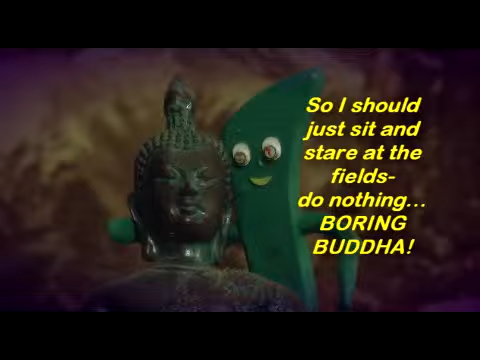 So I should
just sit and
stare at the
fields-
do nothing...
BORING
BUDDHA!